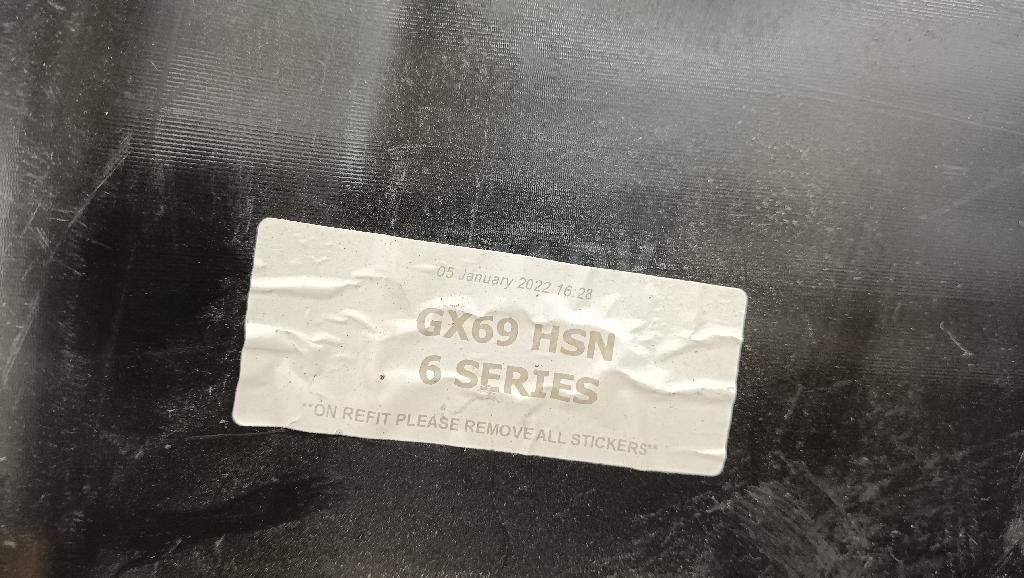 05 January 2022 16:28
GX69 HSN
6 SERIES
**ON REFIT PLEASE REMOVE ALL STICKERS**